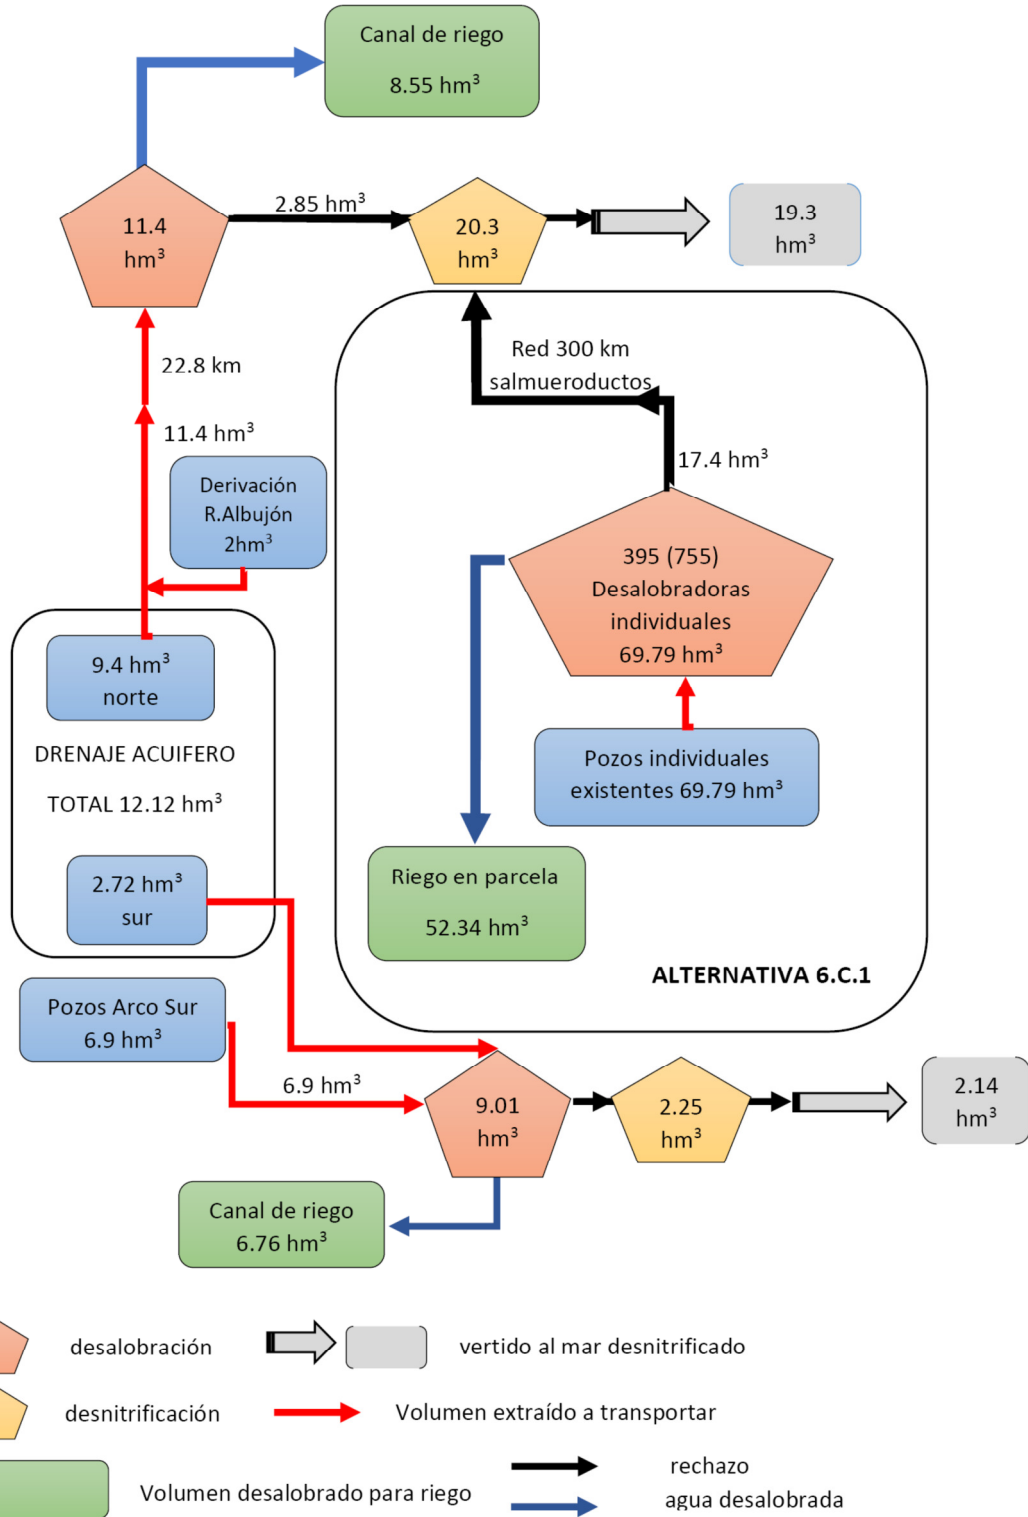 Canal de riego
8.55 hm³
11.4
hm³
2.85 hm³
20.3
hm³
19.3
hm³
22.8 km
11.4 hm³
Derivación
R.Albujón
2hm³
Red 300 km
salmueroductos
17.4 hm³
395 (755)
Desalobradoras
individuales
69.79 hm³
9.4 hm³
norte
DRENAJE ACUIFERO
TOTAL 12.12 hm³
2.72 hm³
sur
Pozos individuales
existentes 69.79 hm³
Riego en parcela
52.34 hm³
ALTERNATIVA 6.C.1
Pozos Arco Sur
6.9 hm³
6.9 hm³
9.01
hm³
2.25
hm³
2.14
hm³
Canal de riego
6.76 hm³
desalobración
vertido al mar desnitrificado
desnitrificación
Volumen extraído a transportar
Volumen desalobrado para riego
rechazo
agua desalobrada